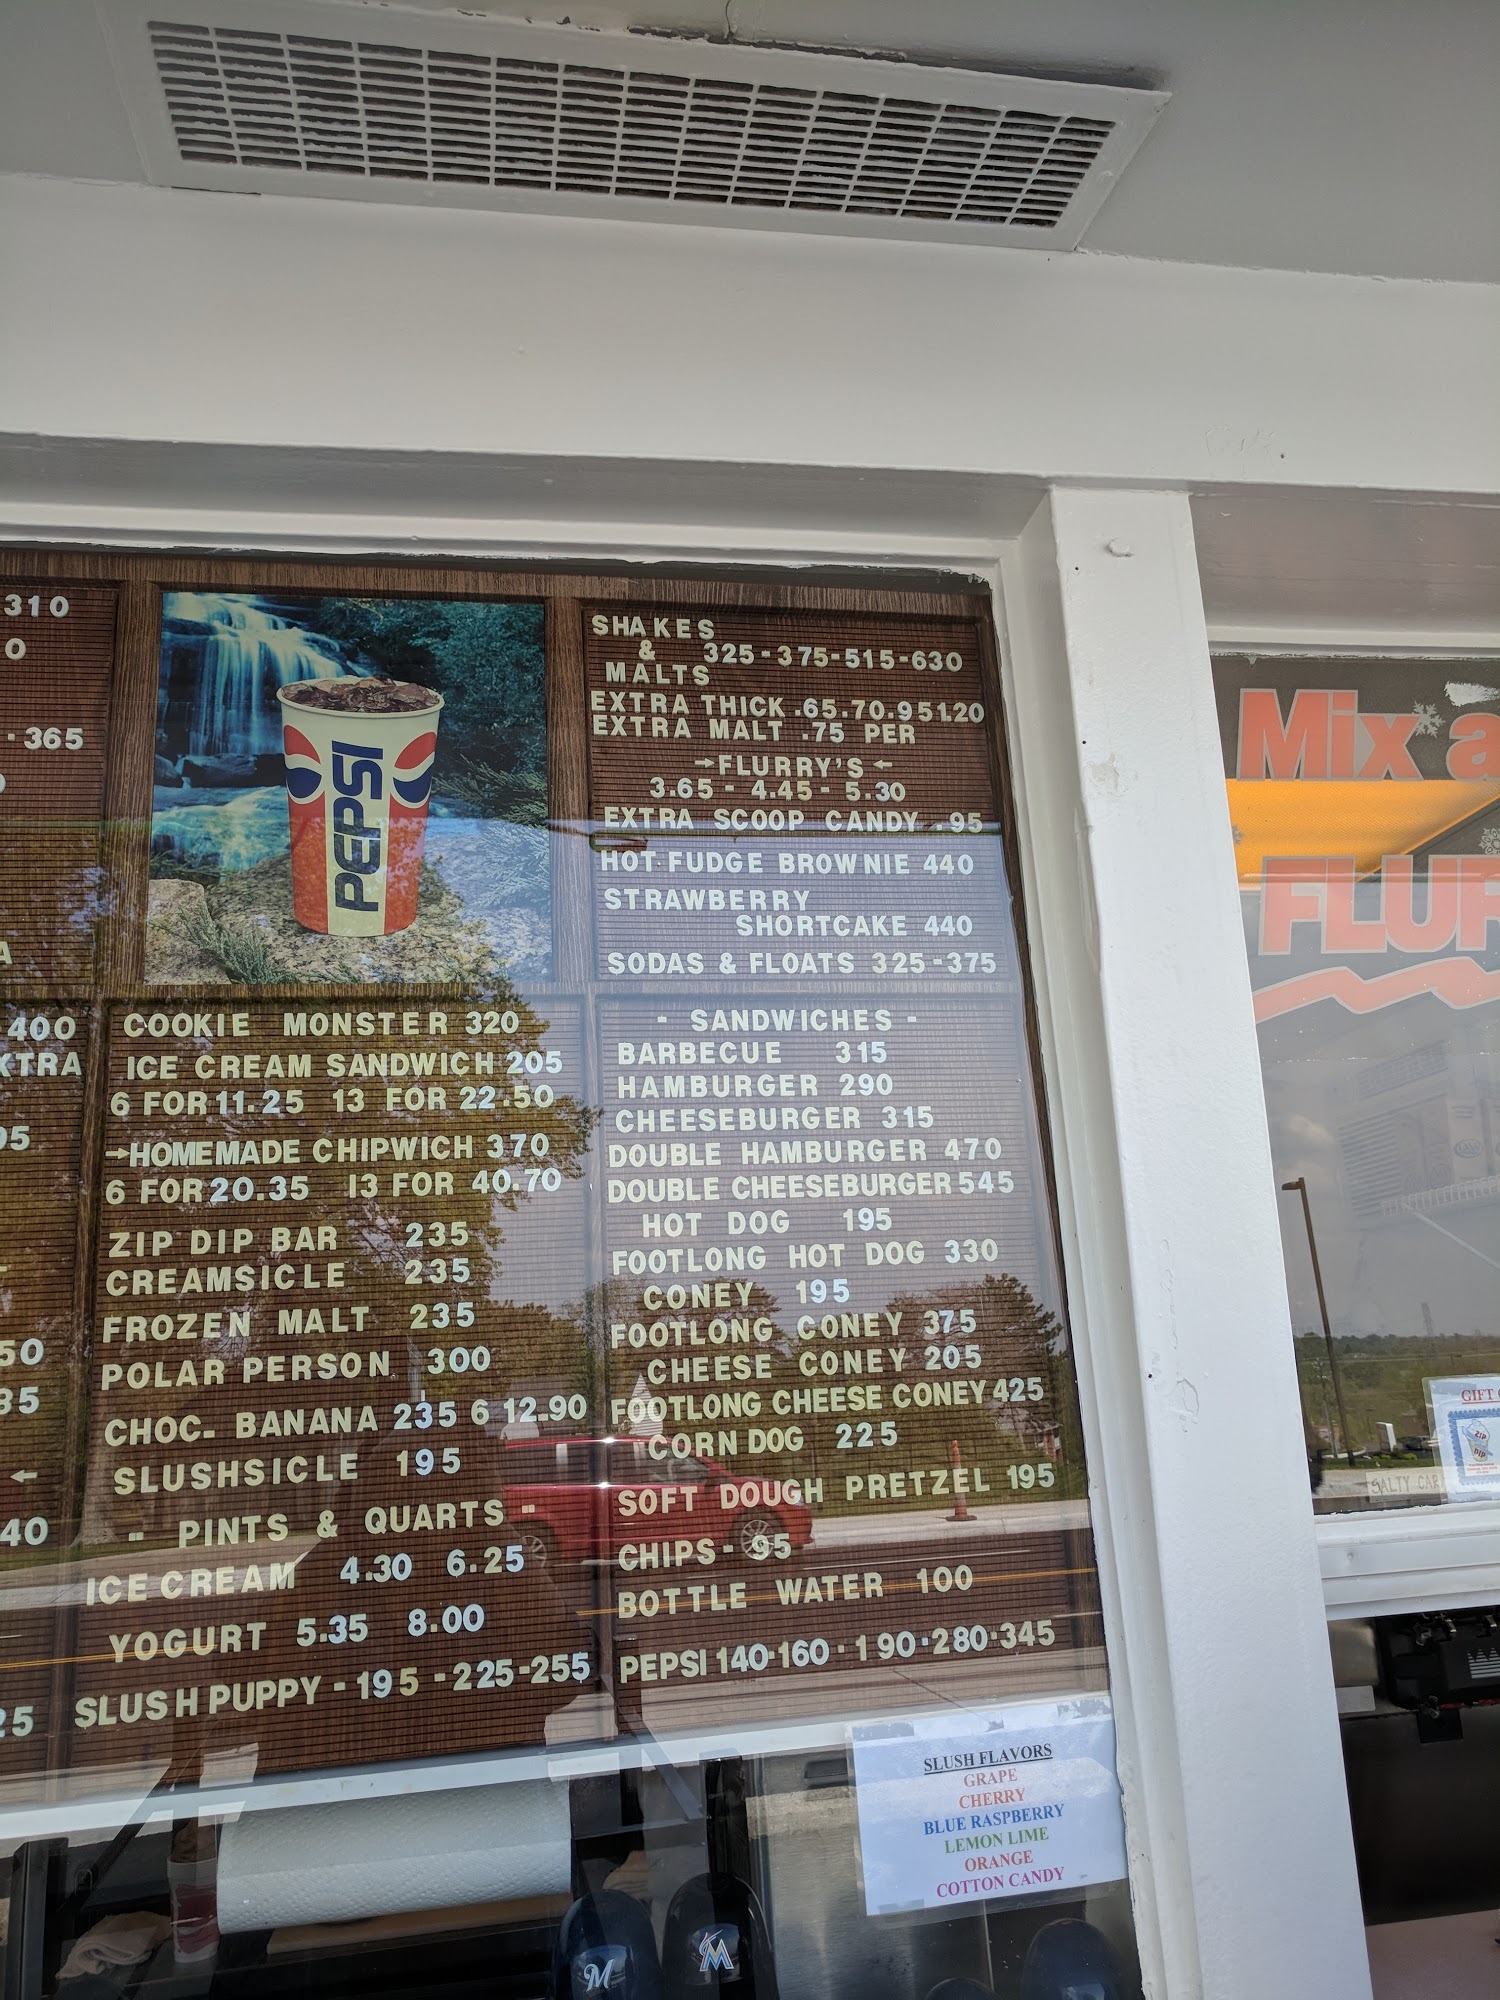 310
0
- 365
400
XTRA
95
50
35
←
40
25
PEPSI
SHAKES
& 325-375-515-630
MALTS
EXTRA THICK .65.70.951.20
EXTRA MALT .75 PER
→FLURRY'S←
3.65 - 4.45 - 5.30
EXTRA SCOOP CANDY .95
HOT FUDGE BROWNIE 440
STRAWBERRY
SHORTCAKE 440
SODAS & FLOATS 325-375
COOKIE MONSTER 320
ICE CREAM SANDWICH 205
6 FOR 11.25 13 FOR 22.50
→HOMEMADE CHIPWICH 370
6 FOR 20.35 13 FOR 40.70
ZIP DIP BAR 235
CREAMSICLE 235
FROZEN MALT 235
POLAR PERSON 300
CHOC. BANANA 235 6 12.90
SLUSHSICLE 195
- PINTS & QUARTS -
ICE CREAM 4.30 6.25
YOGURT 5.35 8.00
SLUSH PUPPY - 195 - 225-255
- SANDWICHES -
BARBECUE 315
HAMBURGER 290
CHEESEBURGER 315
DOUBLE HAMBURGER 470
DOUBLE CHEESEBURGER 545
HOT DOG 195
FOOTLONG HOT DOG 330
CONEY 195
FOOTLONG CONEY 375
CHEESE CONEY 205
FOOTLONG CHEESE CONEY 425
CORN DOG 225
SOFT DOUGH PRETZEL 195
CHIPS - 95
BOTTLE WATER 100
PEPSI 140-160-190-280-345
SLUSH FLAVORS
GRAPE
CHERRY
BLUE RASPBERRY
LEMON LIME
ORANGE
COTTON CANDY
Mix a
FLUR
GIFT
ZIP
DIP
SALTY CAR
M
M